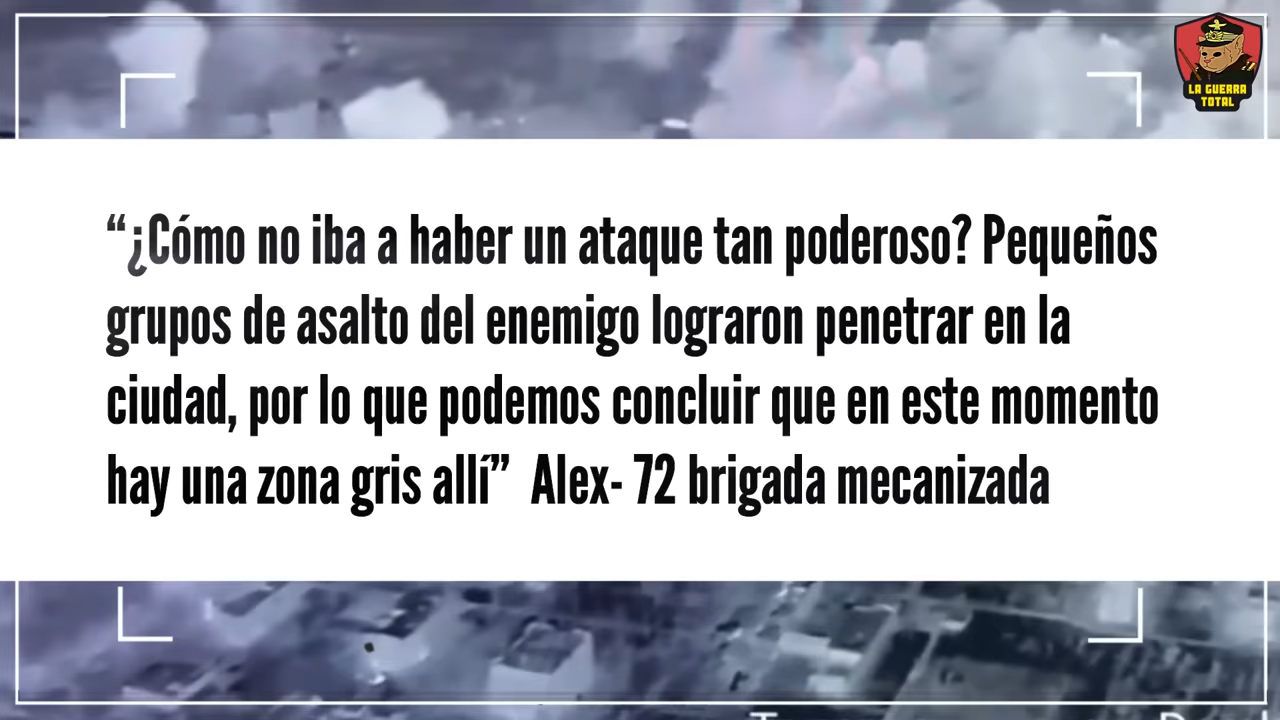 LA GUERRA
TOTAL
“¿Cómo no iba a haber un ataque tan poderoso? Pequeños
grupos de asalto del enemigo lograron penetrar en la
ciudad, por lo que podemos concluir que en este momento
hay una zona gris allí” Alex- 72 brigada mecanizada